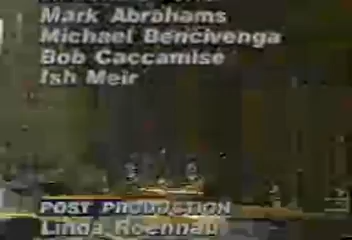 Mark Abrahams
Michael Bencivenga
Bob Caccamise
Ish Meir
POST PRODUCTION
Linda Roennau